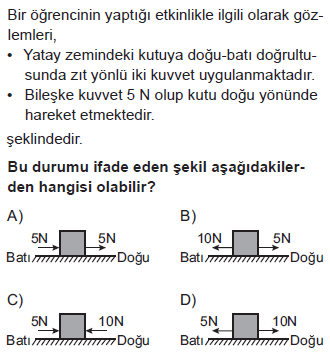 Bir öğrencinin yaptığı etkinlikle ilgili olarak göz-
lemleri,
• Yatay zemindeki kutuya doğu-batı doğrultu-
sunda zıt yönlü iki kuvvet uygulanmaktadır.
• Bileşke kuvvet 5 N olup kutu doğu yönünde
hareket etmektedir.
şeklindedir.
Bu durumu ifade eden şekil aşağıdakiler-
den hangisi olabilir?
A) B)
5N 5N 10N 5N
Batı Doğu Batı Doğu
C) D)
5N 10N 5N 10N
Batı Doğu Batı Doğu